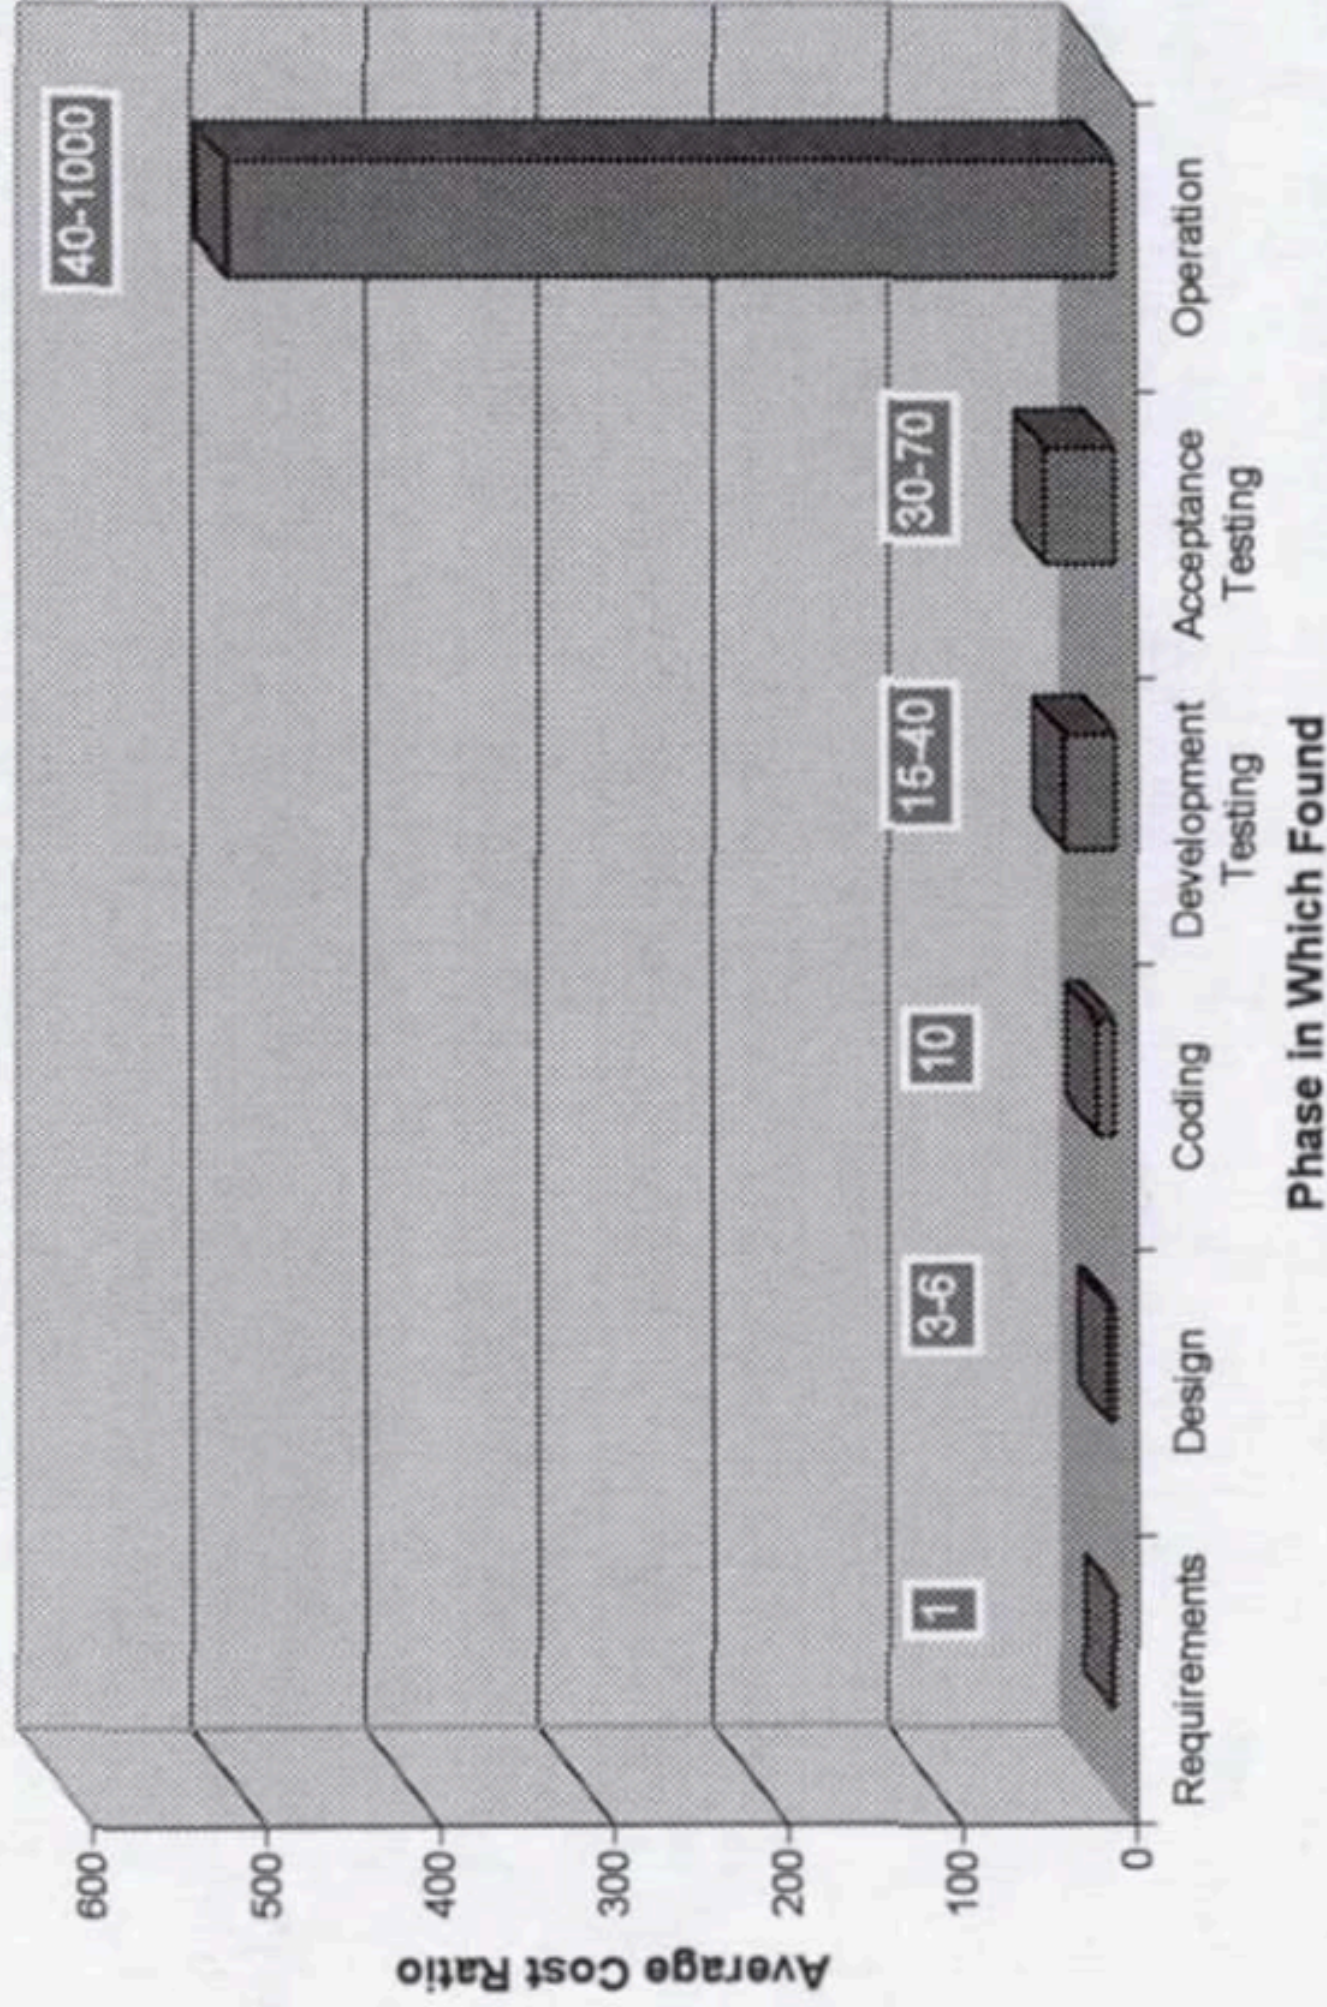 Average Cost Ratio
600
500
400
300
200
100
0
1
3-6
10
15-40
30-70
40-1000
Requirements
Design
Coding
Development
Testing
Acceptance
Testing
Operation
Phase in Which Found